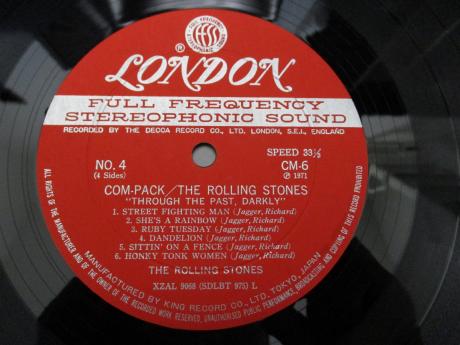 FULL FREQUENCY STEREOPHONIC SOUND
ffss
®
LONDON
FULL FREQUENCY
STEREOPHONIC SOUND
RECORDED BY THE DECCA RECORD CO., LTD. LONDON, S.E.I., ENGLAND
SPEED 33⅓
NO. 4
(4 Sides)
CM-6
Ⓟ 1971
COM-PACK/THE ROLLING STONES
"THROUGH THE PAST, DARKLY"
1. STREET FIGHTING MAN (Jagger, Richard)
2. SHE'S A RAINBOW (Jagger, Richard)
3. RUBY TUESDAY (Jagger, Richard)
4. DANDELION (Jagger, Richard)
5. SITTIN' ON A FENCE (Jagger, Richard)
6. HONKY TONK WOMEN (Jagger, Richard)
THE ROLLING STONES
XZAL 9068 (SDLBT 975) L
MANUFACTURED BY KING RECORD CO., LTD. TOKYO, JAPAN
ALL RIGHTS OF THE MANUFACTURER AND OF THE OWNER OF THE RECORDED WORK RESERVED, UNAUTHORISED PUBLIC PERFORMANCE, BROADCASTING AND COPYING OF THIS RECORD PROHIBITED.